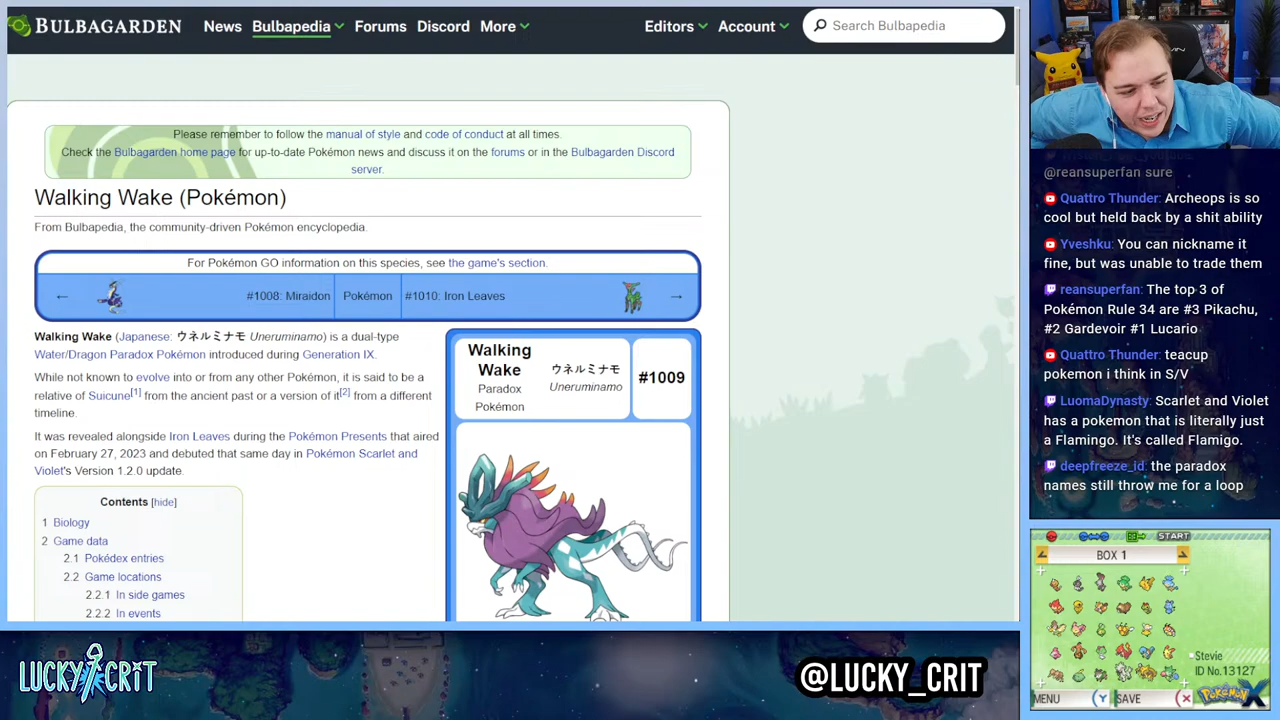 BULBAGARDEN News Bulbapedia Forums Discord More Editors Account Search Bulbapedia
Please remember to follow the manual of style and code of conduct at all times.
Check the Bulbagarden home page for up-to-date Pokémon news and discuss it on the forums or in the Bulbagarden Discord
server.
Walking Wake (Pokémon)
From Bulbapedia, the community-driven Pokémon encyclopedia.
For Pokémon GO information on this species, see the game's section.
← #1008: Miraidon Pokémon #1010: Iron Leaves →
Walking Wake (Japanese: ウネルミナモ Uneruminamo) is a dual-type
Water/Dragon Paradox Pokémon introduced during Generation IX.
While not known to evolve into or from any other Pokémon, it is said to be a
relative of Suicune[1] from the ancient past or a version of it[2] from a different
timeline.
It was revealed alongside Iron Leaves during the Pokémon Presents that aired
on February 27, 2023 and debuted that same day in Pokémon Scarlet and
Violet's Version 1.2.0 update.
Contents [hide]
1 Biology
2 Game data
2.1 Pokédex entries
2.2 Game locations
2.2.1 In side games
2.2.2 In events
Walking
Wake
Paradox
Pokémon
ウネルミナモ
Uneruminamo
#1009
@reansuperfan sure
Quattro Thunder: Archeops is so
cool but held back by a shit ability
Yveshku: You can nickname it
fine, but was unable to trade them
reansuperfan: The top 3 of
Pokémon Rule 34 are #3 Pikachu,
#2 Gardevoir #1 Lucario
Quattro Thunder: teacup
pokemon i think in S/V
LuomaDynasty: Scarlet and Violet
has a pokemon that is literally just
a Flamingo. It's called Flamigo.
deepfreeze_id: the paradox
names still throw me for a loop
START
BOX 1
Stevie
ID No.13127
MENU Y SAVE X
Pokémon X
LUCKY CRIT
@LUCKY_CRIT